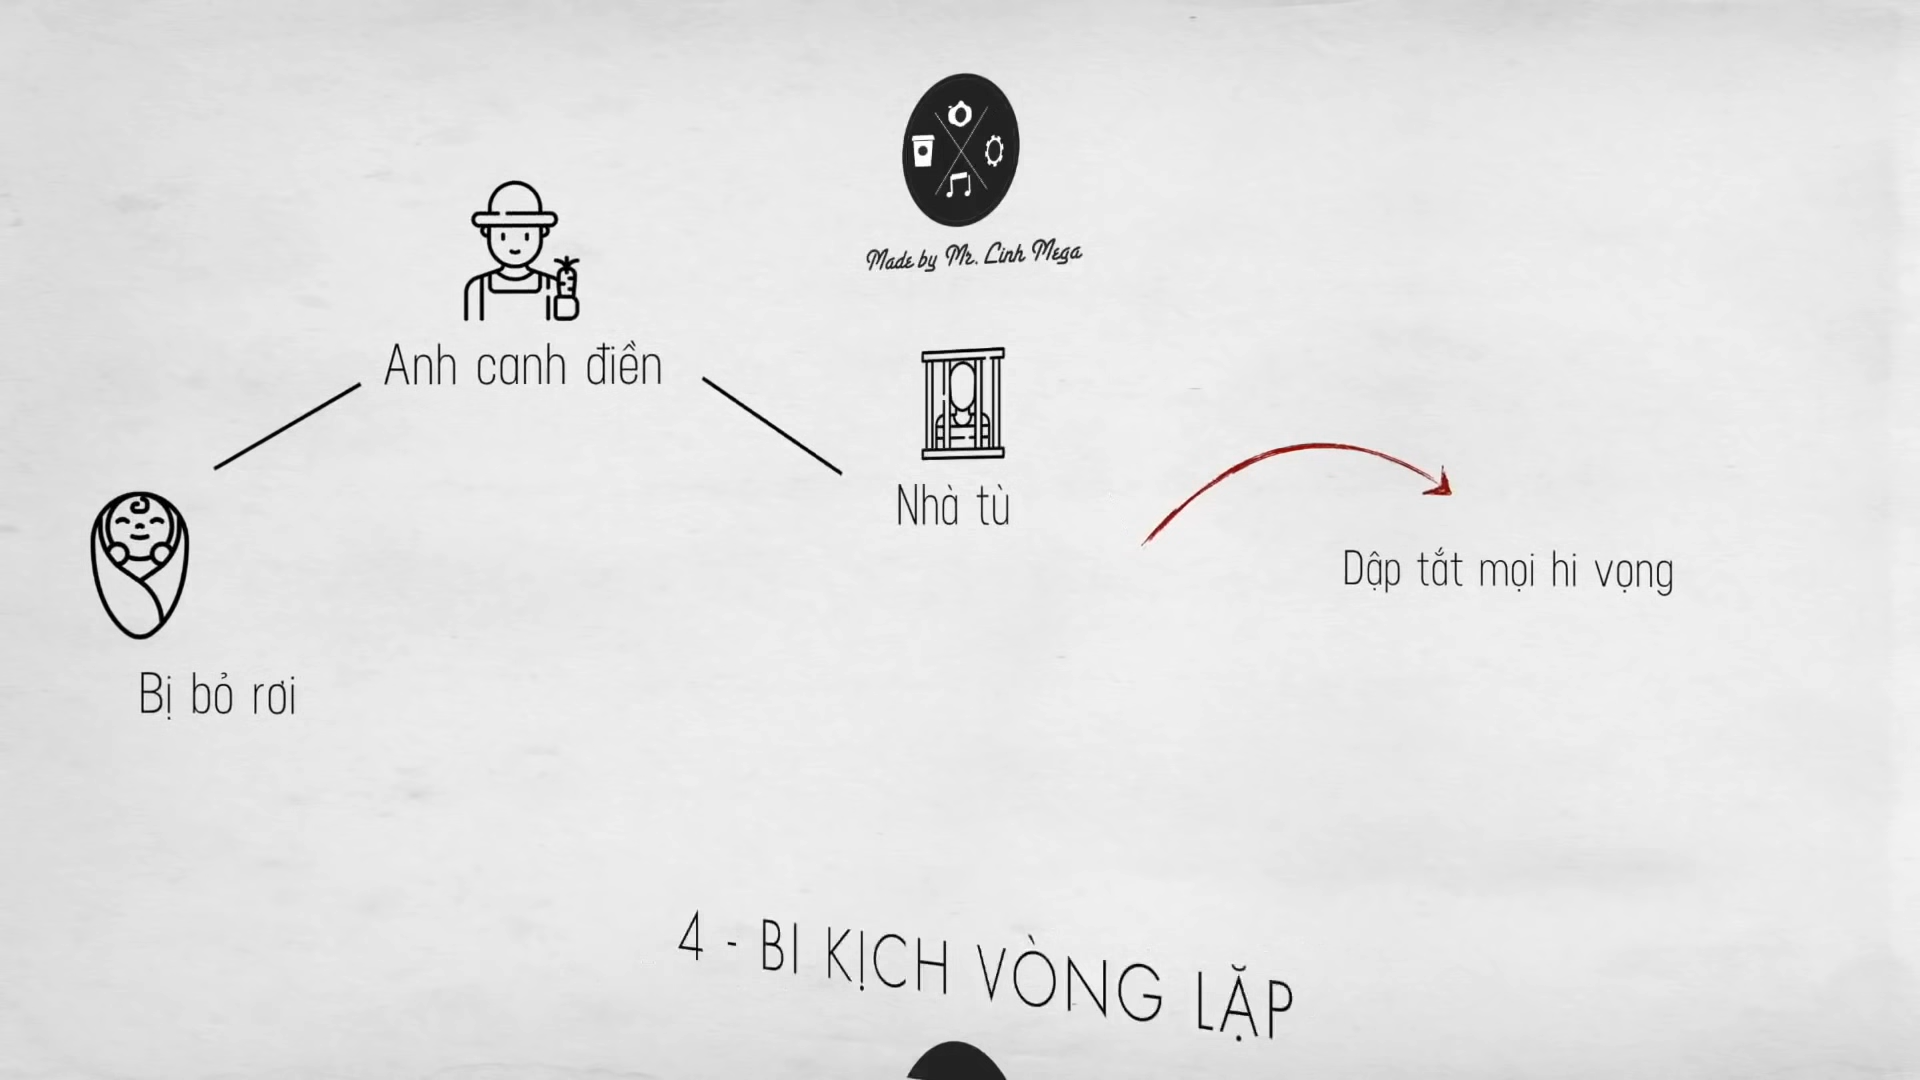 Made by Mr. Linh Mega
Anh canh điền
Nhà tù
Dập tắt mọi hi vọng
Bị bỏ rơi
4 - BI KỊCH VÒNG LẶP